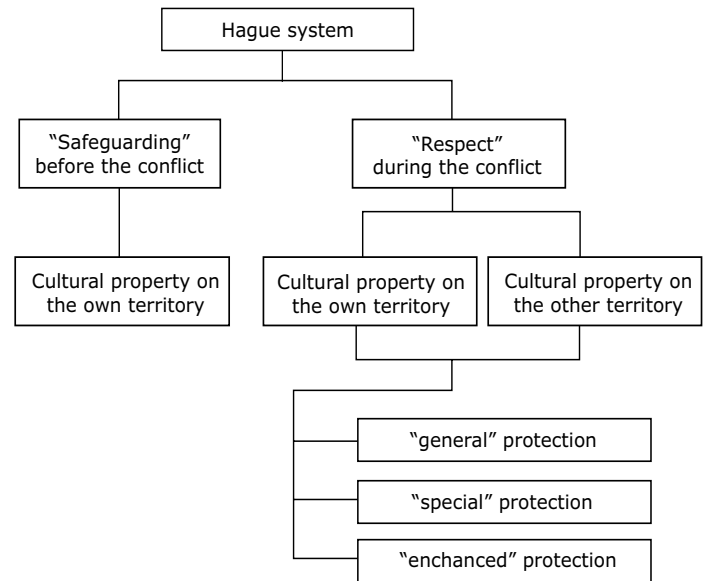 Hague system
“Safeguarding”
before the conflict
“Respect”
during the conflict
Cultural property on
the own territory
Cultural property on
the own territory
Cultural property on
the other territory
“general” protection
“special” protection
“enchanced” protection